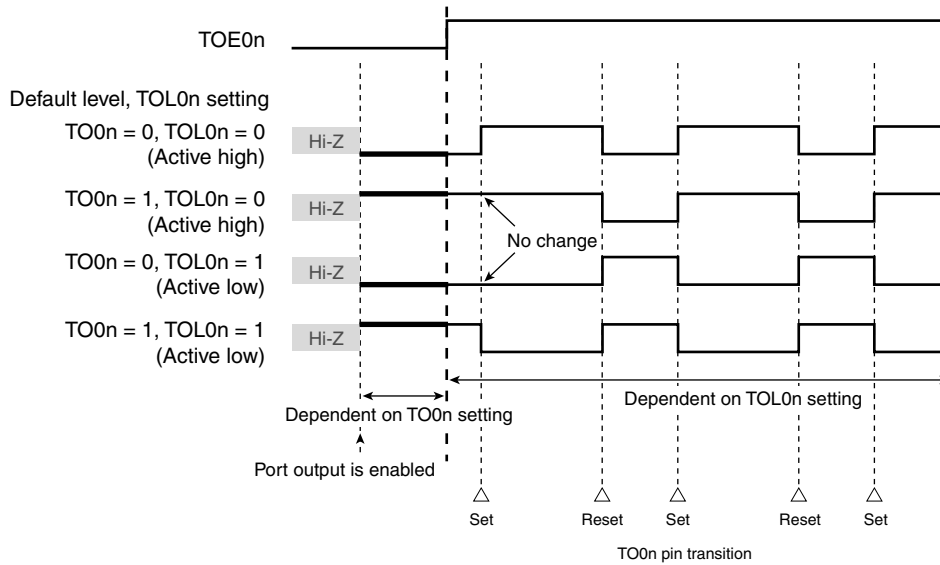 TOE0n
Default level, TOL0n setting
TO0n = 0, TOL0n = 0
(Active high)
Hi-Z
TO0n = 1, TOL0n = 0
(Active high)
Hi-Z
No change
TO0n = 0, TOL0n = 1
(Active low)
Hi-Z
TO0n = 1, TOL0n = 1
(Active low)
Hi-Z
Dependent on TO0n setting
Dependent on TOL0n setting
Port output is enabled
Set
Reset
Set
Reset
Set
TO0n pin transition